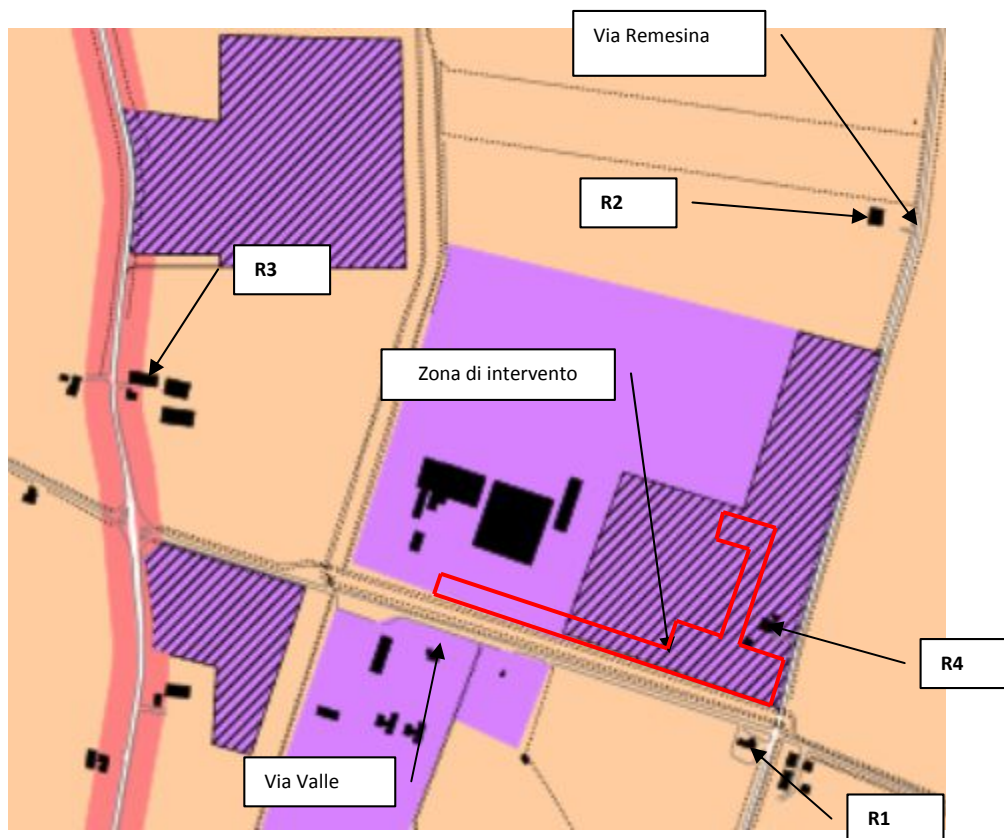 Via Remesina
R2
R3
Zona di intervento
R4
Via Valle
R1